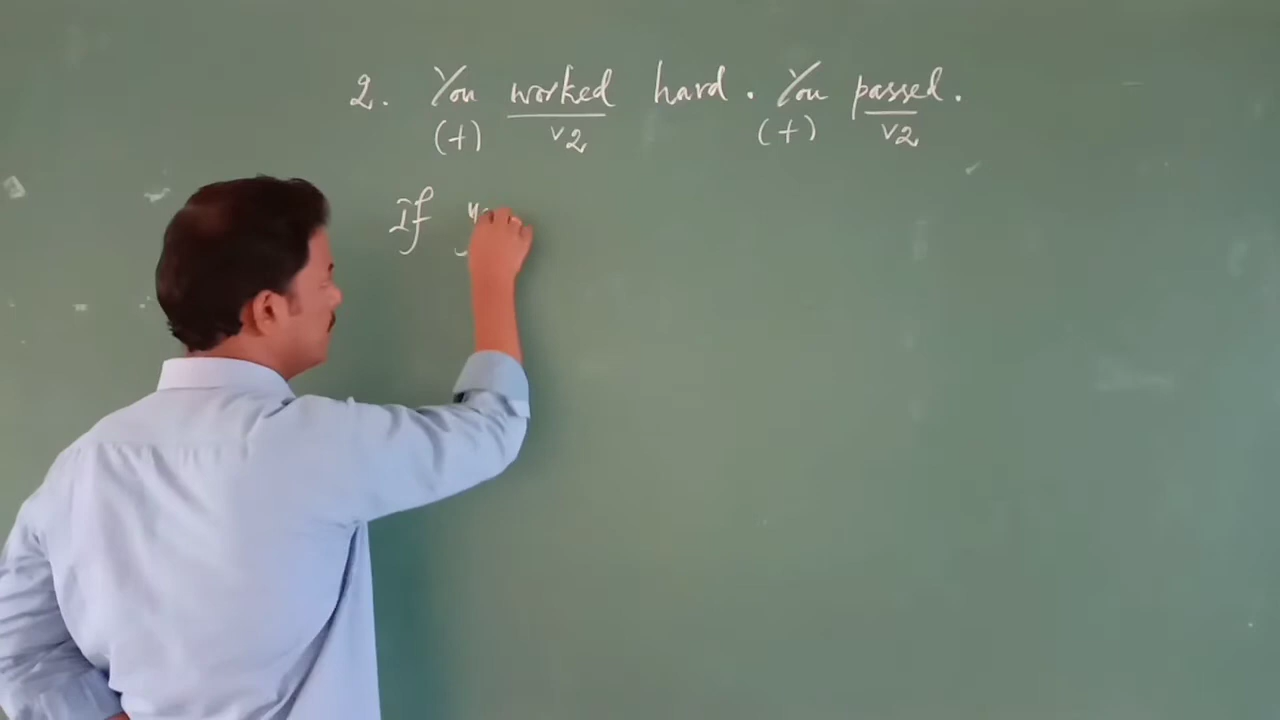 2. You worked hard. You passed.
(+) V2 (+) V2
If